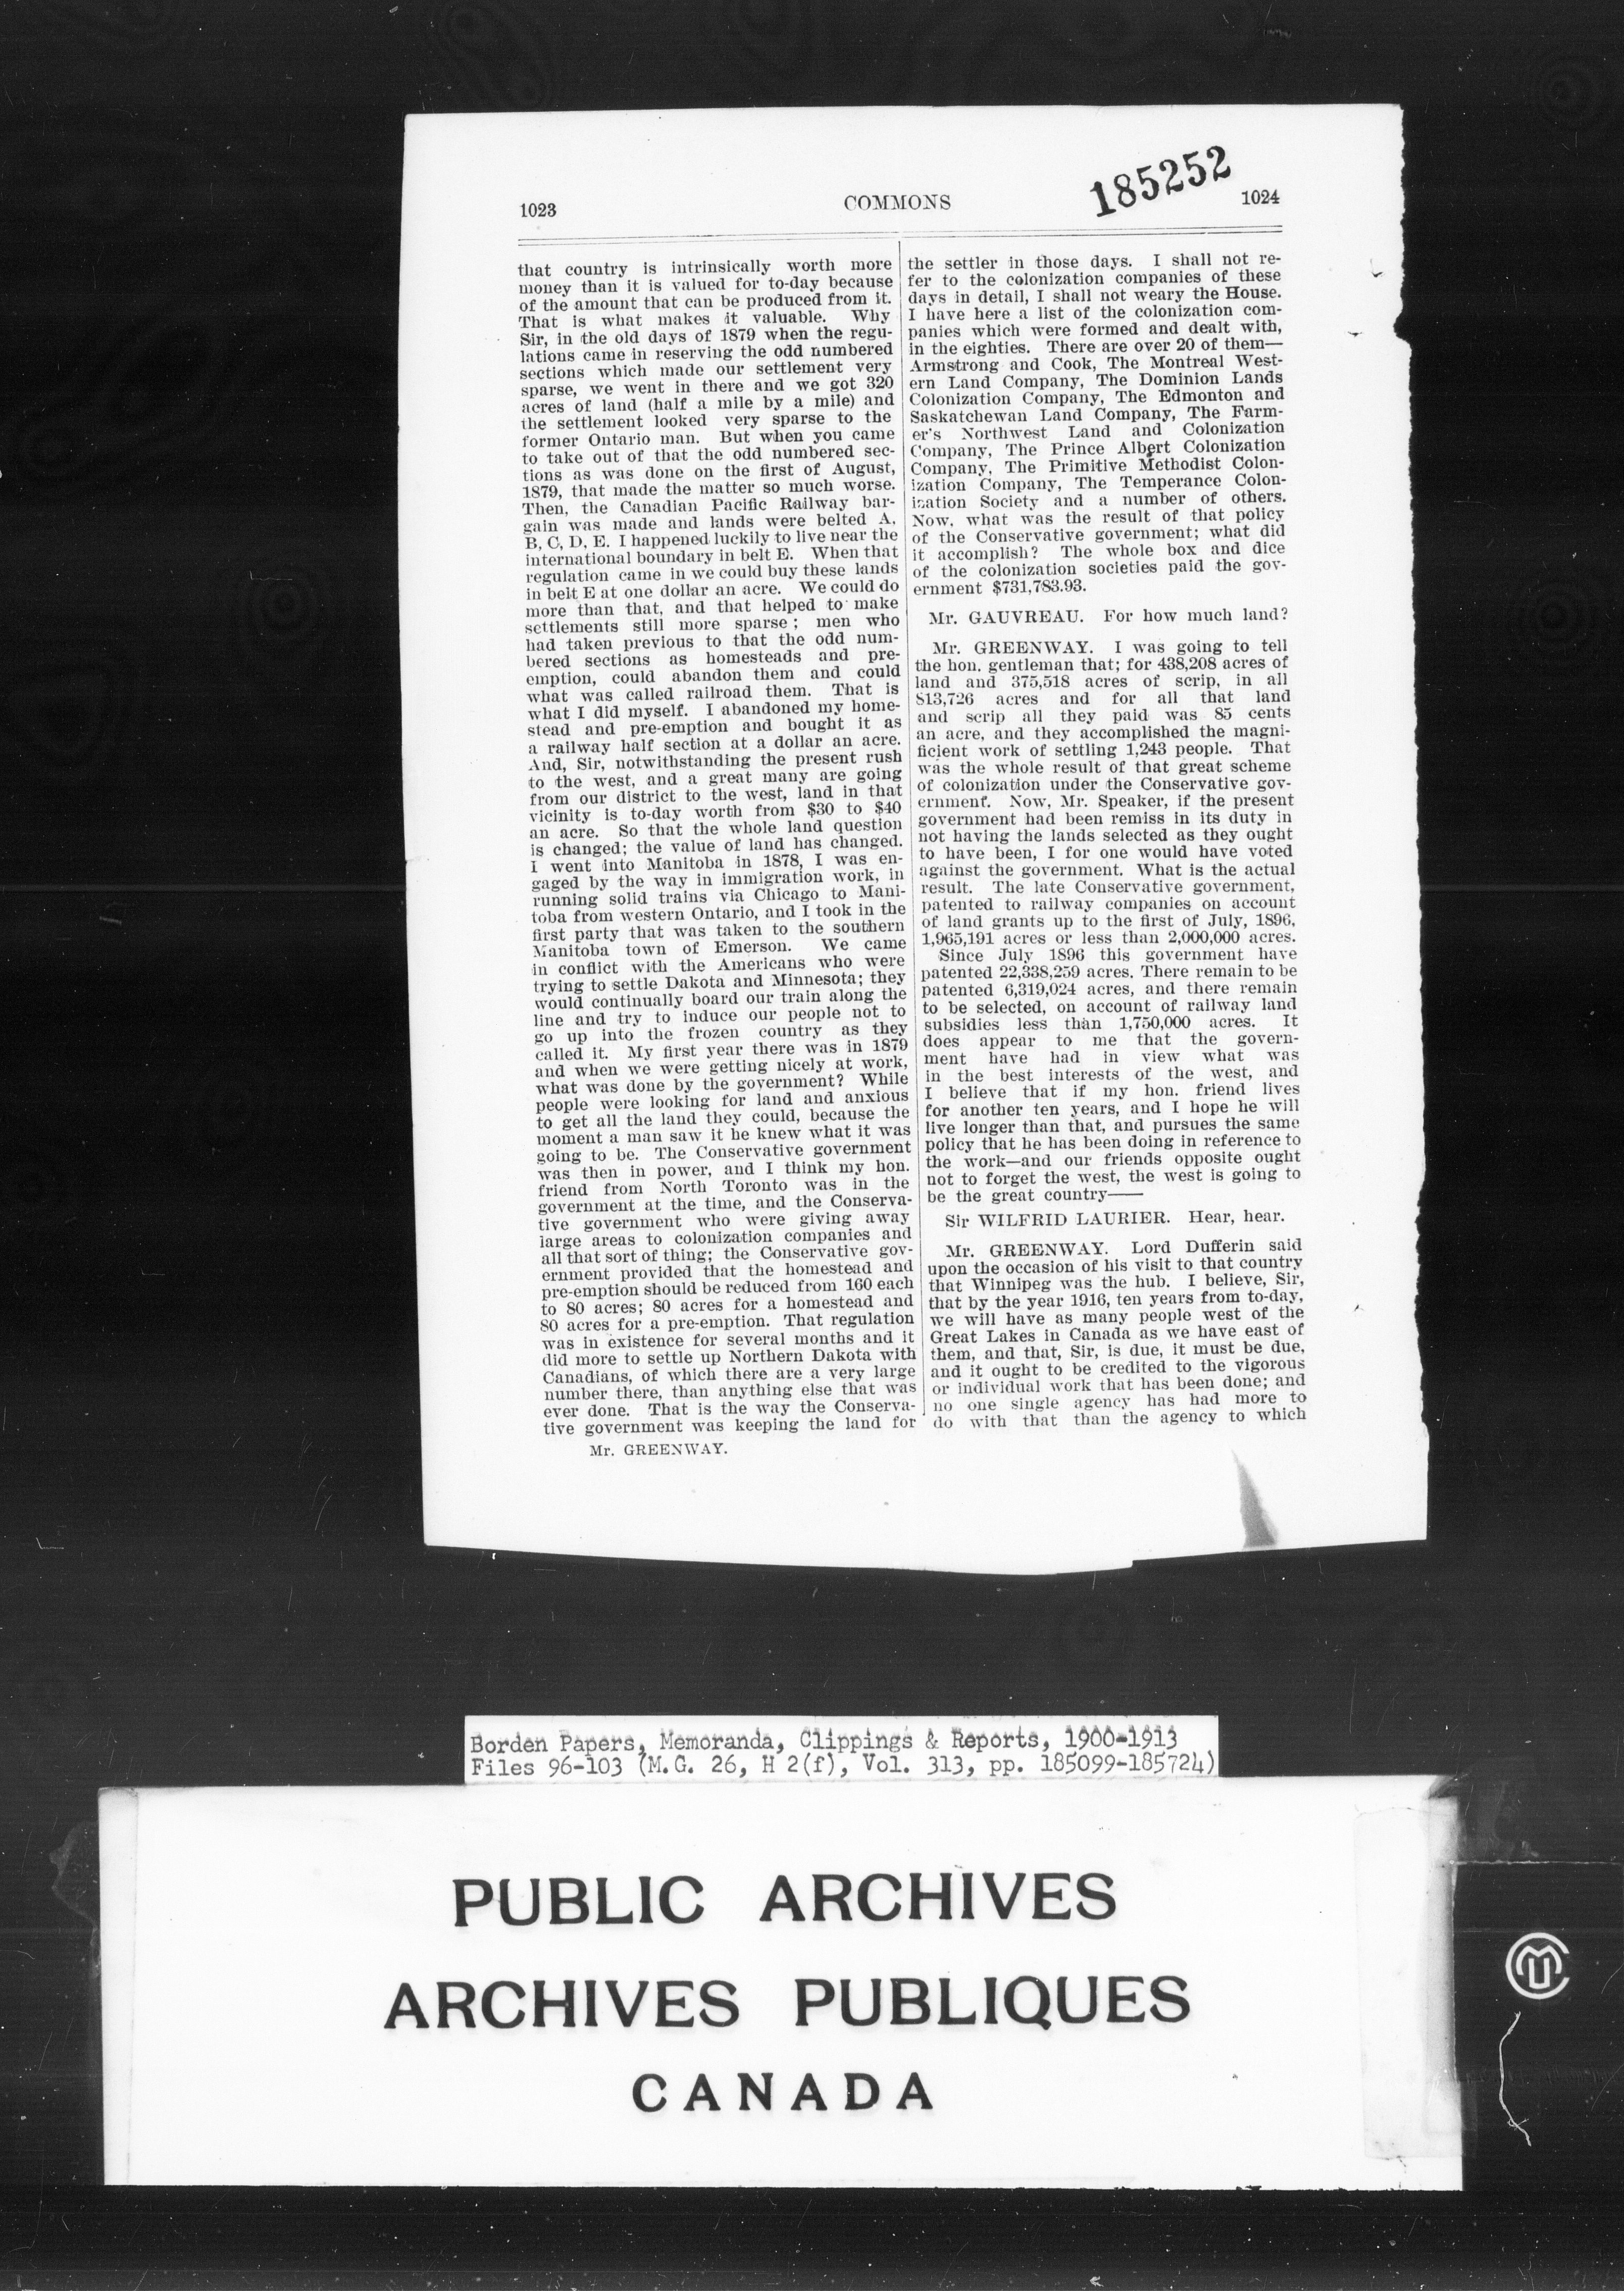 185252
1023
COMMONS
1024
that country is intrinsically worth more
money than it is valued for to-day because
of the amount that can be produced from it.
That is what makes it valuable. Why
Sir, in the old days of 1879 when the regu-
lations came in reserving the odd numbered
sections which made our settlement very
sparse, we went in there and we got 320
acres of land (half a mile by a mile) and
the settlement looked very sparse to the
former Ontario man. But when you came
to take out of that the odd numbered sec-
tions as was done on the first of August,
1879, that made the matter so much worse.
Then, the Canadian Pacific Railway bar-
gain was made and lands were belted A,
B, C, D, E. I happened luckily to live near the
international boundary in belt E. When that
regulation came in we could buy these lands
in belt E at one dollar an acre. We could do
more than that, and that helped to make
settlements still more sparse; men who
had taken previous to that the odd num-
bered sections as homesteads and pre-
emption, could abandon them and could
what was called railroad them. That is
what I did myself. I abandoned my home-
stead and pre-emption and bought it as
a railway half section at a dollar an acre.
And, Sir, notwithstanding the present rush
to the west, and a great many are going
from our district to the west, land in that
vicinity is to-day worth from $30 to $40
an acre. So that the whole land question
is changed; the value of land has changed.
I went into Manitoba in 1878, I was en-
gaged by the way in immigration work, in
running solid trains via Chicago to Mani-
toba from western Ontario, and I took in the
first party that was taken to the southern
Manitoba town of Emerson. We came
in conflict with the Americans who were
trying to settle Dakota and Minnesota; they
would continually board our train along the
line and try to induce our people not to
go up into the frozen country as they
called it. My first year there was in 1879
and when we were getting nicely at work,
what was done by the government? While
people were looking for land and anxious
to get all the land they could, because the
moment a man saw it he knew what it was
going to be. The Conservative government
was then in power, and I think my hon.
friend from North Toronto was in the
government at the time, and the Conserva-
tive government who were giving away
large areas to colonization companies and
all that sort of thing; the Conservative gov-
ernment provided that the homestead and
pre-emption should be reduced from 160 each
to 80 acres; 80 acres for a homestead and
80 acres for a pre-emption. That regulation
was in existence for several months and it
did more to settle up Northern Dakota with
Canadians, of which there are a very large
number there, than anything else that was
ever done. That is the way the Conserva-
tive government was keeping the land for
Mr. GREENWAY.
the settler in those days. I shall not re-
fer to the colonization companies of these
days in detail, I shall not weary the House.
I have here a list of the colonization com-
panies which were formed and dealt with,
in the eighties. There are over 20 of them—
Armstrong and Cook, The Montreal West-
ern Land Company, The Dominion Lands
Colonization Company, The Edmonton and
Saskatchewan Land Company, The Farm-
er's Northwest Land and Colonization
Company, The Prince Albert Colonization
Company, The Primitive Methodist Colon-
ization Company, The Temperance Colon-
ization Society and a number of others.
Now, what was the result of that policy
of the Conservative government; what did
it accomplish? The whole box and dice
of the colonization societies paid the gov-
ernment $731,783.93.
Mr. GAUVREAU. For how much land?
Mr. GREENWAY. I was going to tell
the hon. gentleman that; for 438,208 acres of
land and 375,518 acres of scrip, in all
813,726 acres and for all that land
and scrip all they paid was 85 cents
an acre, and they accomplished the magni-
ficient work of settling 1,243 people. That
was the whole result of that great scheme
of colonization under the Conservative gov-
ernment. Now, Mr. Speaker, if the present
government had been remiss in its duty in
not having the lands selected as they ought
to have been, I for one would have voted
against the government. What is the actual
result. The late Conservative government,
patented to railway companies on account
of land grants up to the first of July, 1896,
1,965,191 acres or less than 2,000,000 acres.
Since July 1896 this government have
patented 22,338,259 acres. There remain to be
patented 6,319,024 acres, and there remain
to be selected, on account of railway land
subsidies less than 1,750,000 acres. It
does appear to me that the govern-
ment have had in view what was
in the best interests of the west, and
I believe that if my hon. friend lives
for another ten years, and I hope he will
live longer than that, and pursues the same
policy that he has been doing in reference to
the work—and our friends opposite ought
not to forget the west, the west is going to
be the great country——
Sir WILFRID LAURIER. Hear, hear.
Mr. GREENWAY. Lord Dufferin said
upon the occasion of his visit to that country
that Winnipeg was the hub. I believe, Sir,
that by the year 1916, ten years from to-day,
we will have as many people west of the
Great Lakes in Canada as we have east of
them, and that, Sir, is due, it must be due,
and it ought to be credited to the vigorous
or individual work that has been done; and
no one single agency has had more to
do with that than the agency to which
Borden Papers, Memoranda, Clippings & Reports, 1900-1913
Files 96-103 (M.G. 26, H 2(f), Vol. 313, pp. 185099-185724)
PUBLIC ARCHIVES
ARCHIVES PUBLIQUES
CANADA